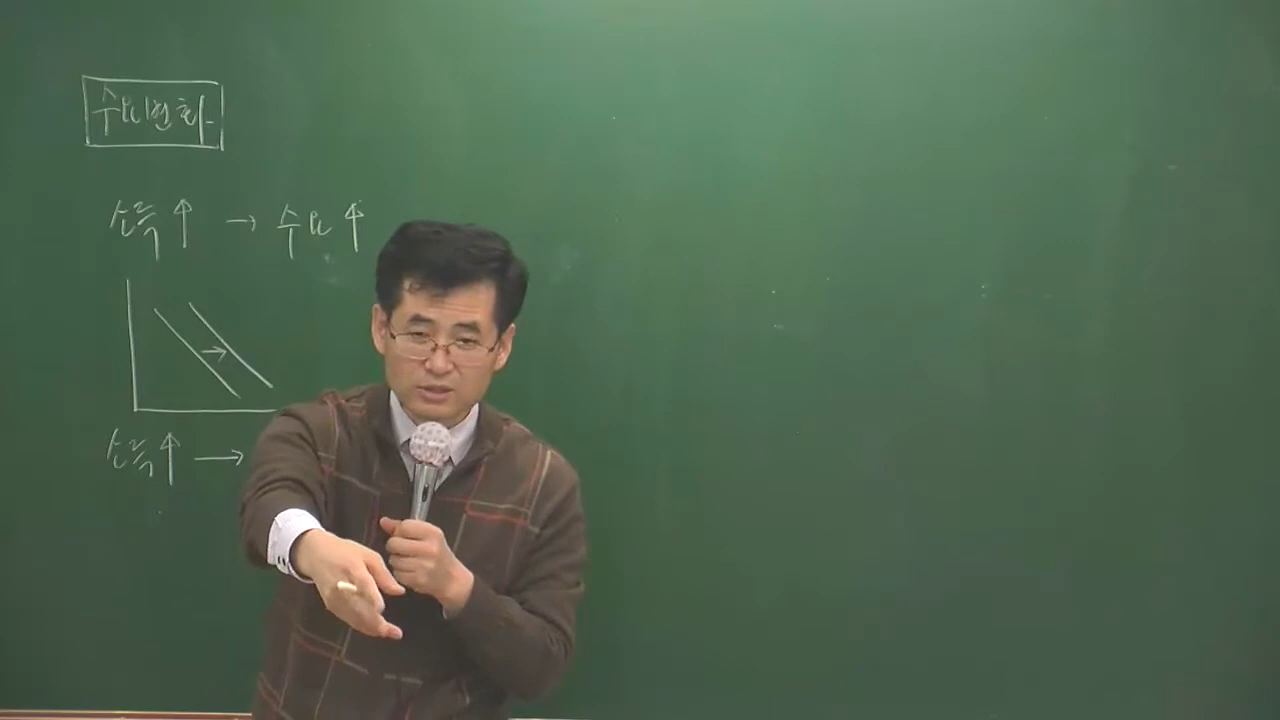 수요변화
소득↑ → 수요↑
→
소득↑ →